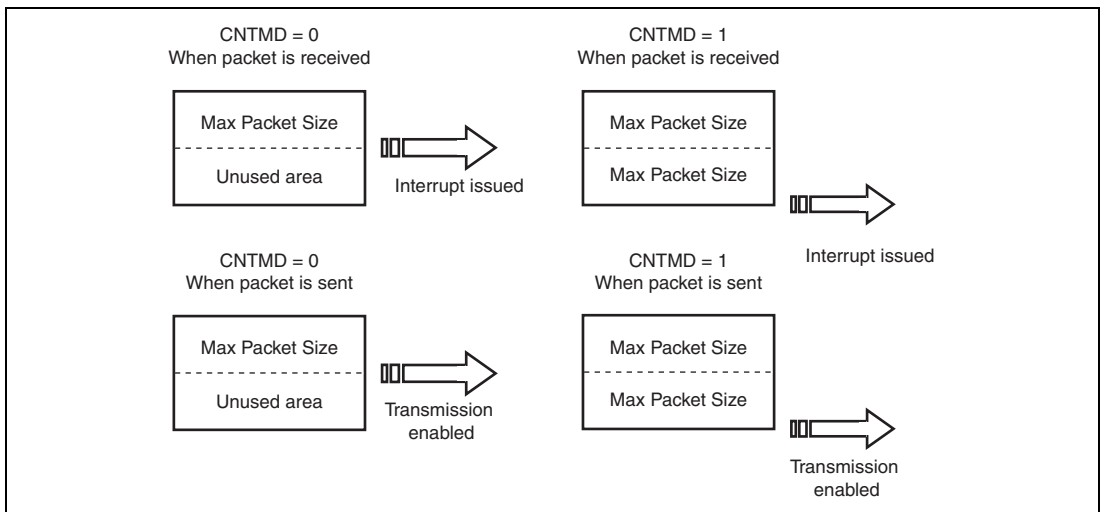 CNTMD = 0
When packet is received
Max Packet Size
Unused area
Interrupt issued
CNTMD = 1
When packet is received
Max Packet Size
Max Packet Size
Interrupt issued
CNTMD = 0
When packet is sent
Max Packet Size
Unused area
Transmission
enabled
CNTMD = 1
When packet is sent
Max Packet Size
Max Packet Size
Transmission
enabled